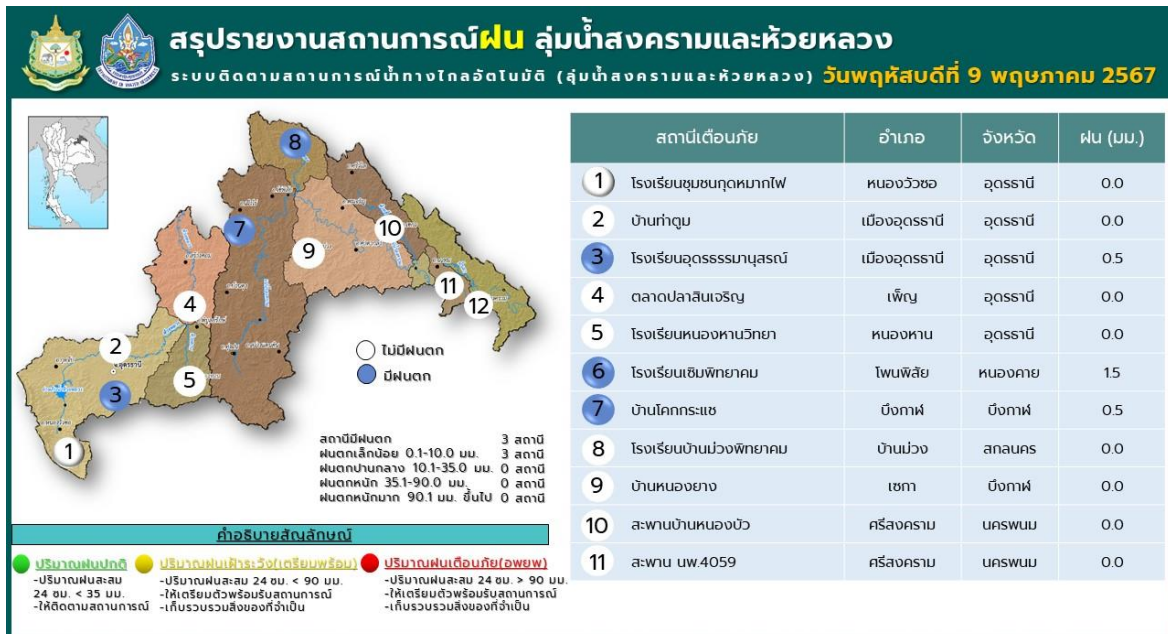 สรุปรายงานสถานการณ์ฝน ลุ่มน้ำสงครามและห้วยหลวง
ระบบติดตามสถานการณ์น้ำทางไกลอัตโนมัติ (ลุ่มน้ำสงครามและห้วยหลวง) วันพฤหัสบดีที่ 9 พฤษภาคม 2567
8
7
10
9
11
12
4
2
5
3
1
อุดรธานี
ไม่มีฝนตก
มีฝนตก
สถานีมีฝนตก 3 สถานี
ฝนตกเล็กน้อย 0.1-10.0 มม. 3 สถานี
ฝนตกปานกลาง 10.1-35.0 มม. 0 สถานี
ฝนตกหนัก 35.1-90.0 มม. 0 สถานี
ฝนตกหนักมาก 90.1 มม. ขึ้นไป 0 สถานี
คำอธิบายสัญลักษณ์
ปริมาณฝนปกติ
-ปริมาณฝนสะสม
24 ชม. < 35 มม.
-ให้ติดตามสถานการณ์
ปริมาณฝนเฝ้าระวัง(เตรียมพร้อม)
-ปริมาณฝนสะสม 24 ชม. < 90 มม.
-ให้เตรียมตัวพร้อมรับสถานการณ์
-เก็บรวบรวมสิ่งของที่จำเป็น
ปริมาณฝนเตือนภัย(อพยพ)
-ปริมาณฝนสะสม 24 ชม. > 90 มม.
-ให้เตรียมตัวพร้อมรับสถานการณ์
-เก็บรวบรวมสิ่งของที่จำเป็น
สถานีเตือนภัย อำเภอ จังหวัด ฝน (มม.)
1 โรงเรียนชุมชนกุดหมากไฟ หนองวัวซอ อุดรธานี 0.0
2 บ้านท่าตูม เมืองอุดรธานี อุดรธานี 0.0
3 โรงเรียนอุดรธรรมานุสรณ์ เมืองอุดรธานี อุดรธานี 0.5
4 ตลาดปลาสินเจริญ เพ็ญ อุดรธานี 0.0
5 โรงเรียนหนองหานวิทยา หนองหาน อุดรธานี 0.0
6 โรงเรียนเซิมพิทยาคม โพนพิสัย หนองคาย 1.5
7 บ้านโคกกระแซ บึงกาฬ บึงกาฬ 0.5
8 โรงเรียนบ้านม่วงพิทยาคม บ้านม่วง สกลนคร 0.0
9 บ้านหนองยาง เซกา บึงกาฬ 0.0
10 สะพานบ้านหนองบัว ศรีสงคราม นครพนม 0.0
11 สะพาน นพ.4059 ศรีสงคราม นครพนม 0.0